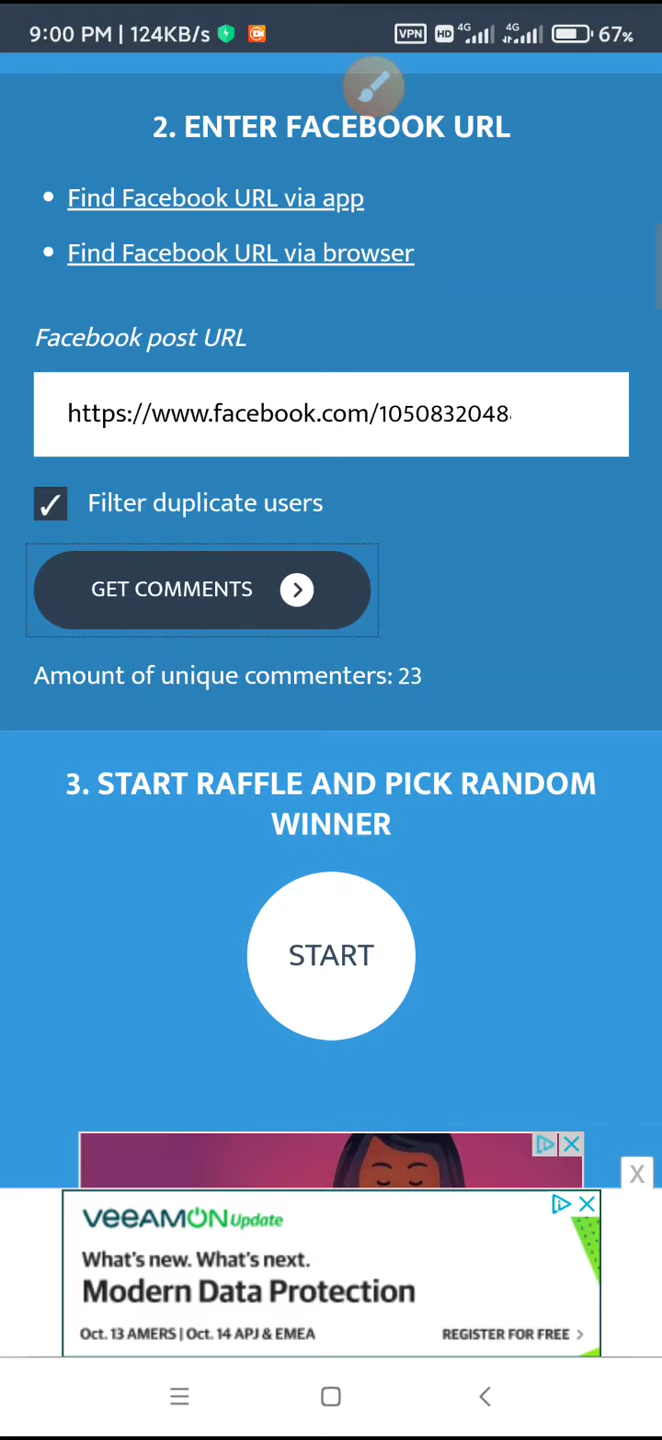 9:00 PM | 124KB/s VPN HD 4G 4G 67%
2. ENTER FACEBOOK URL
• Find Facebook URL via app
• Find Facebook URL via browser
Facebook post URL
https://www.facebook.com/1050832048
✓ Filter duplicate users
GET COMMENTS
Amount of unique commenters: 23
3. START RAFFLE AND PICK RANDOM
WINNER
START
X
VEEAMON Update
What's new. What's next.
Modern Data Protection
Oct. 13 AMERS | Oct. 14 APJ & EMEA REGISTER FOR FREE >